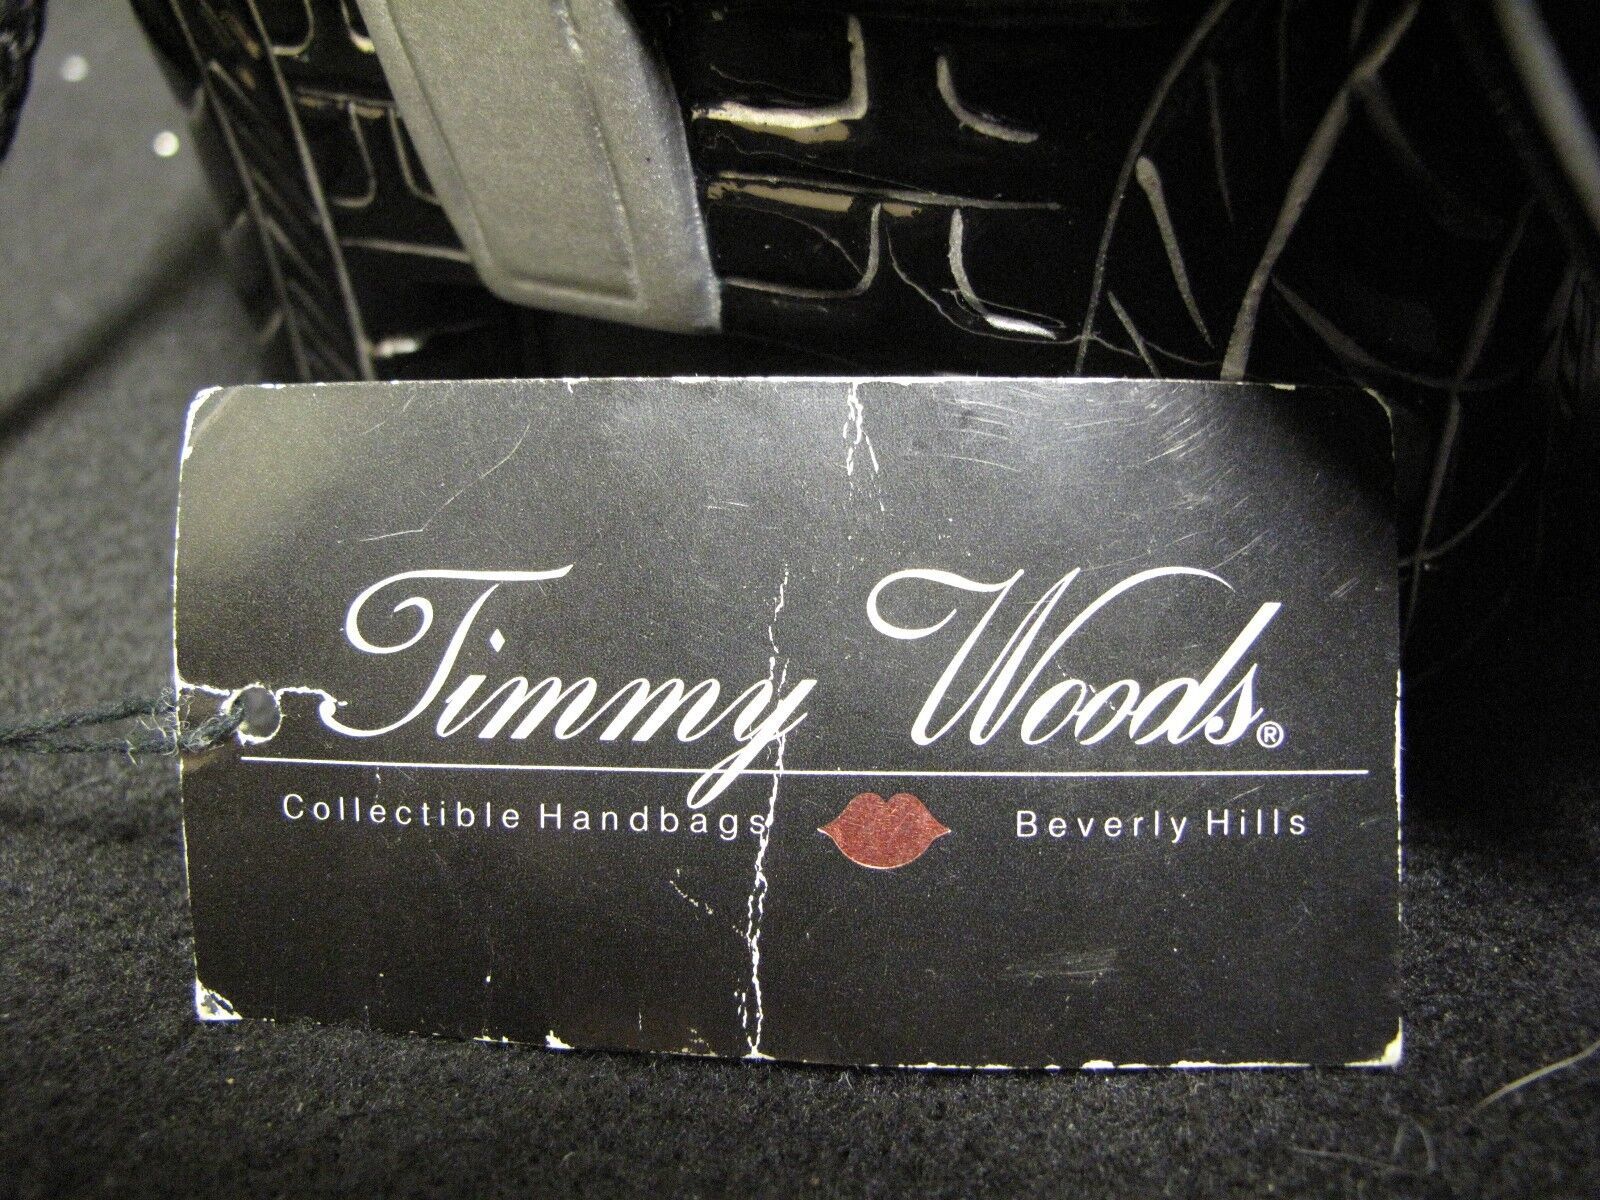 Timmy Woods®
Collectible Handbags Beverly Hills